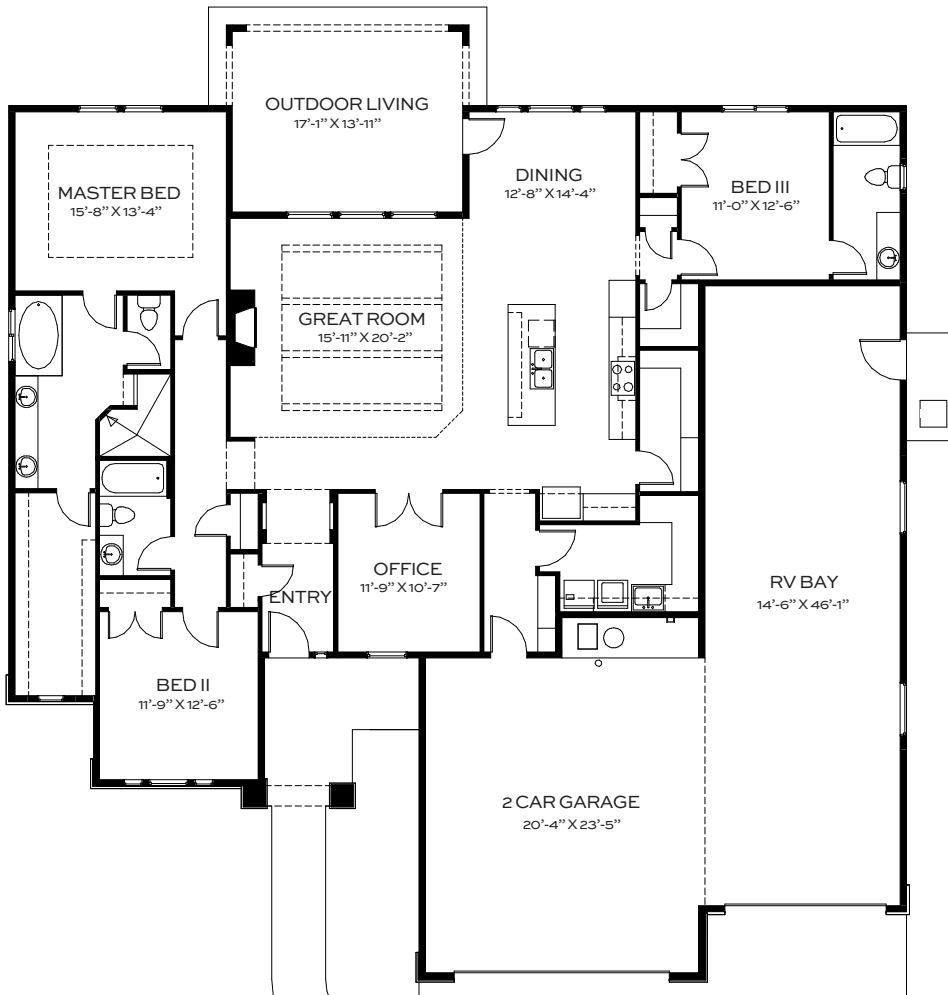 OUTDOOR LIVING
17'-1" X 13'-11"
MASTER BED
15'-8" X 13'-4"
DINING
12'-8" X 14'-4"
BED III
11'-0" X 12'-6"
GREAT ROOM
15'-11" X 20'-2"
OFFICE
11'-9" X 10'-7"
ENTRY
RV BAY
14'-6" X 46'-1"
BED II
11'-9" X 12'-6"
2 CAR GARAGE
20'-4" X 23'-5"